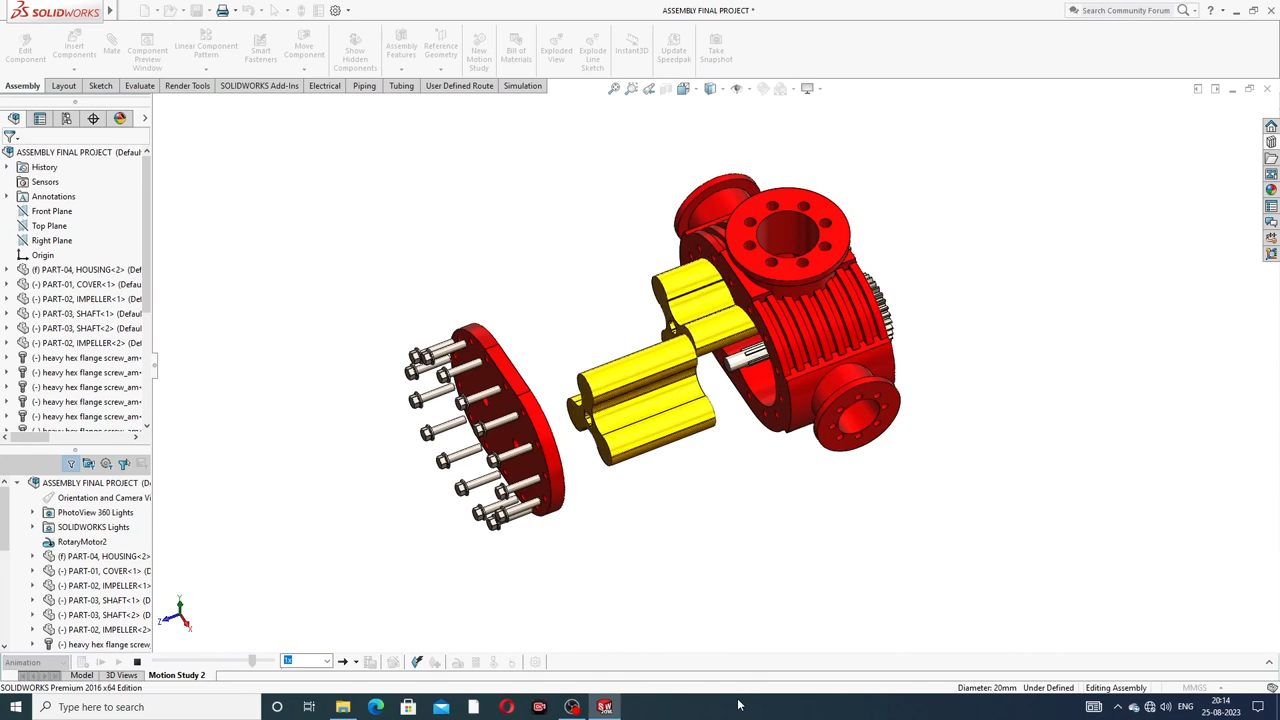 SOLIDWORKS
ASSEMBLY FINAL PROJECT *
Search Community Forum
Edit Component
Insert Components
Mate
Component Preview Window
Linear Component Pattern
Smart Fasteners
Move Component
Show Hidden Components
Assembly Features
Reference Geometry
New Motion Study
Bill of Materials
Exploded View
Explode Line Sketch
Instant3D
Update Speedpak
Take Snapshot
Assembly Layout Sketch Evaluate Render Tools SOLIDWORKS Add-Ins Electrical Piping Tubing User Defined Route Simulation
ASSEMBLY FINAL PROJECT (Defaul
History
Sensors
Annotations
Front Plane
Top Plane
Right Plane
Origin
(f) PART-04, HOUSING<2> (Def
(-) PART-01, COVER<1> (Defau
(-) PART-02, IMPELLER<1> (Def
(-) PART-03, SHAFT<1> (Defaul
(-) PART-03, SHAFT<2> (Defaul
(-) PART-02, IMPELLER<2> (Def
(-) heavy hex flange screw_am
(-) heavy hex flange screw_am
(-) heavy hex flange screw_am
(-) heavy hex flange screw_am
(-) heavy hex flange screw_am
(-) heavy hex flange screw_am
ASSEMBLY FINAL PROJECT (Defaul
Orientation and Camera Vi
PhotoView 360 Lights
SOLIDWORKS Lights
RotaryMotor2
(f) PART-04, HOUSING<2>
(-) PART-01, COVER<1> (D
(-) PART-02, IMPELLER<1>
(-) PART-03, SHAFT<1> (D
(-) PART-03, SHAFT<2> (D
(-) PART-02, IMPELLER<2>
(-) heavy hex flange screw
Y
Z
X
Animation
1x
Model 3D Views Motion Study 2
SOLIDWORKS Premium 2016 x64 Edition
Diameter: 20mm Under Defined Editing Assembly MMGS
Type here to search
ENG
20:14
25-08-2023